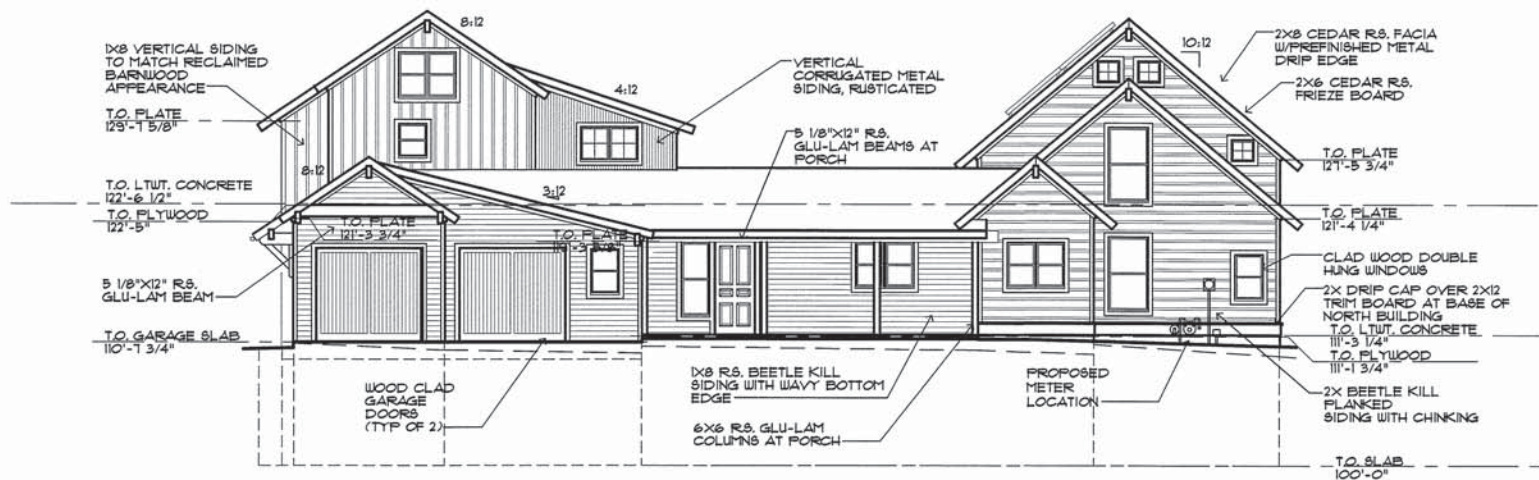 8:12
1X8 VERTICAL SIDING
TO MATCH RECLAIMED
BARNWOOD
APPEARANCE
T.O. PLATE
129'-7 5/8"
T.O. LTWT. CONCRETE
122'-6 1/2"
T.O. PLYWOOD
122'-5"
5 1/8"X12" RS.
GLU-LAM BEAM
T.O. GARAGE SLAB
110'-7 3/4"
8:12
T.O. PLATE
121'-3 3/4"
4:12
VERTICAL
CORRUGATED METAL
SIDING, RUSTICATED
3:12
T.O. PLATE
5 1/8"X12" RS.
GLU-LAM BEAMS AT
PORCH
WOOD CLAD
GARAGE
DOORS
(TYP OF 2)
1X8 RS. BEETLE KILL
SIDING WITH WAVY BOTTOM
EDGE
6X6 RS. GLU-LAM
COLUMNS AT PORCH
PROPOSED
METER
LOCATION
10:12
2X8 CEDAR RS. FACIA
W/PREFINISHED METAL
DRIP EDGE
2X6 CEDAR RS.
FRIEZE BOARD
T.O. PLATE
127'-5 3/4"
T.O. PLATE
121'-4 1/4"
CLAD WOOD DOUBLE
HUNG WINDOWS
2X DRIP CAP OVER 2X12
TRIM BOARD AT BASE OF
NORTH BUILDING
T.O. LTWT. CONCRETE
111'-3 1/4"
T.O. PLYWOOD
111'-1 3/4"
2X BEETLE KILL
PLANKED
SIDING WITH CHINKING
T.O. SLAB
100'-0"